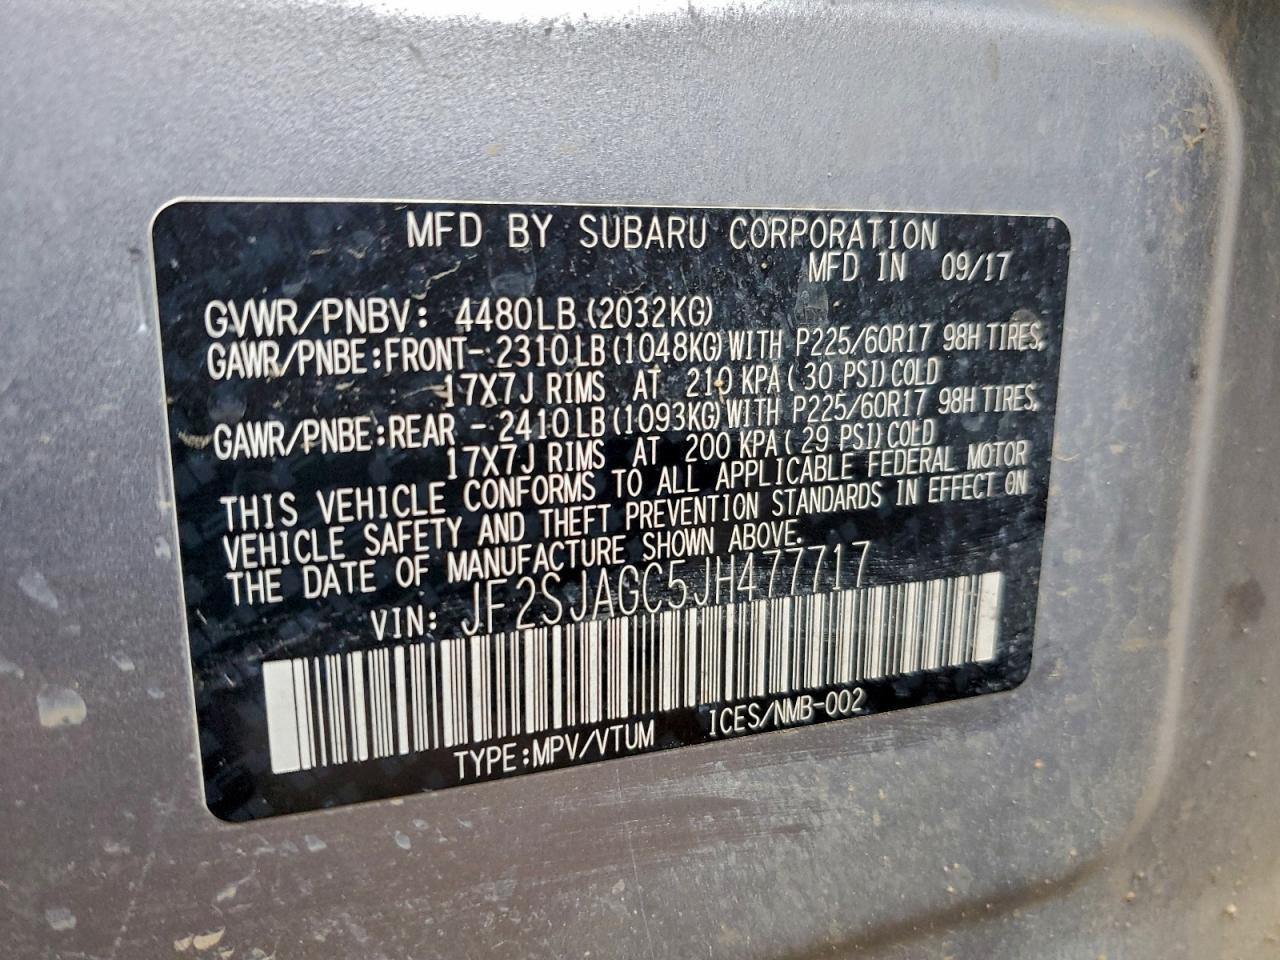 MFD BY SUBARU CORPORATION
MFD IN 09/17
GVWR/PNBV: 4480LB(2032KG)
GAWR/PNBE:FRONT- 2310LB(1048KG)WITH P225/60R17 98H TIRES,
17X7J RIMS AT 210 KPA(30 PSI)COLD
GAWR/PNBE:REAR - 2410LB(1093KG)WITH P225/60R17 98H TIRES,
17X7J RIMS AT 200 KPA(29 PSI)COLD
THIS VEHICLE CONFORMS TO ALL APPLICABLE FEDERAL MOTOR
VEHICLE SAFETY AND THEFT PREVENTION STANDARDS IN EFFECT ON
THE DATE OF MANUFACTURE SHOWN ABOVE.
VIN: JF2SJAGC5JH477717
TYPE:MPV/VTUM ICES/NMB-002